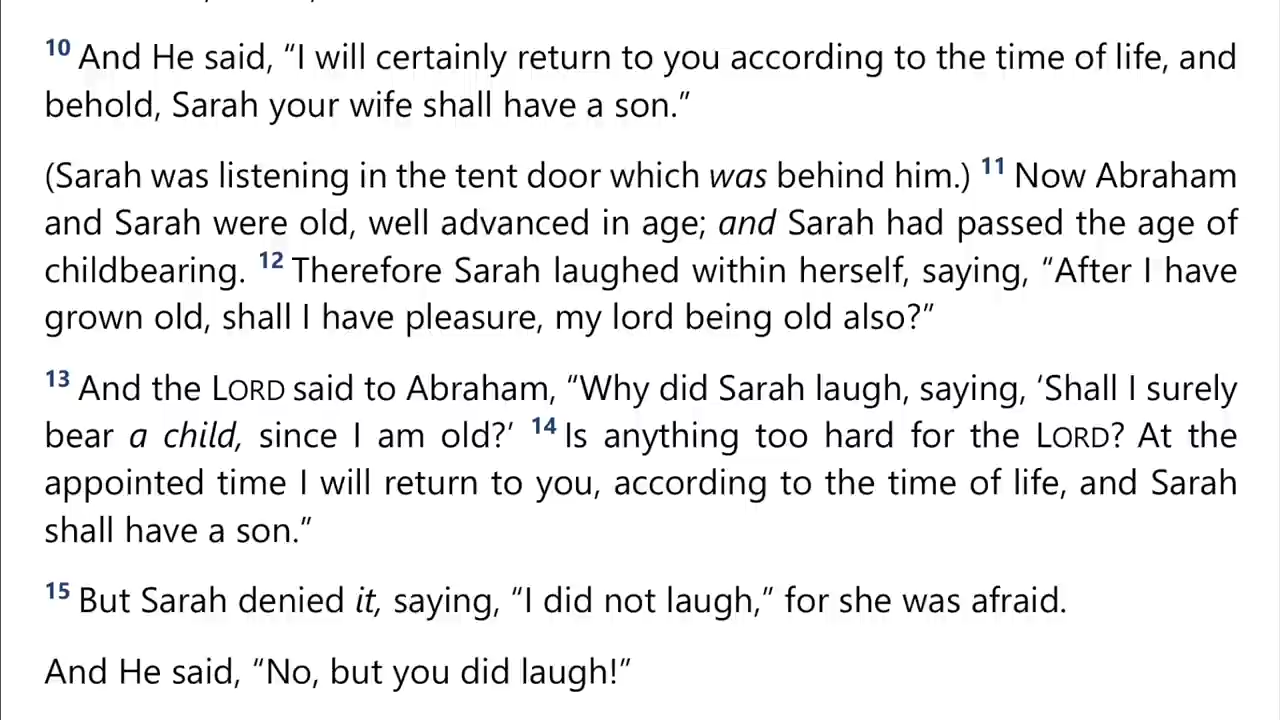 10 And He said, “I will certainly return to you according to the time of life, and
behold, Sarah your wife shall have a son.”
(Sarah was listening in the tent door which was behind him.) 11 Now Abraham
and Sarah were old, well advanced in age; and Sarah had passed the age of
childbearing. 12 Therefore Sarah laughed within herself, saying, “After I have
grown old, shall I have pleasure, my lord being old also?”
13 And the LORD said to Abraham, “Why did Sarah laugh, saying, ‘Shall I surely
bear a child, since I am old?’ 14 Is anything too hard for the LORD? At the
appointed time I will return to you, according to the time of life, and Sarah
shall have a son.”
15 But Sarah denied it, saying, “I did not laugh,” for she was afraid.
And He said, “No, but you did laugh!”